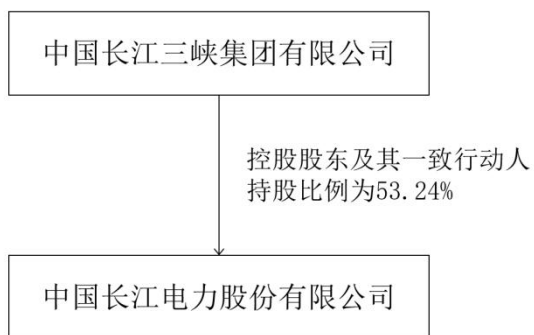 中国长江三峡集团有限公司
控股股东及其一致行动人
持股比例为53.24%
中国长江电力股份有限公司